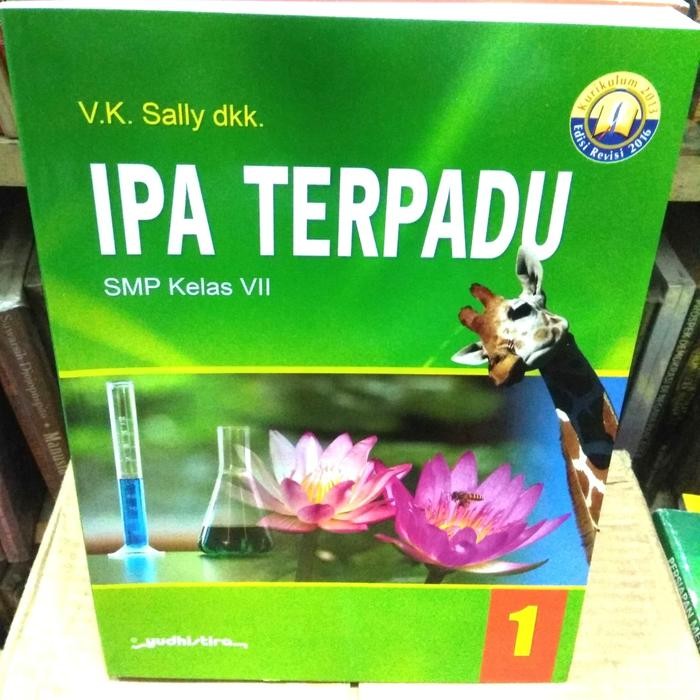 V.K. Sally dkk.
Kurikulum 2013
Edisi Revisi 2016
IPA TERPADU
SMP Kelas VII
yudhistira
1